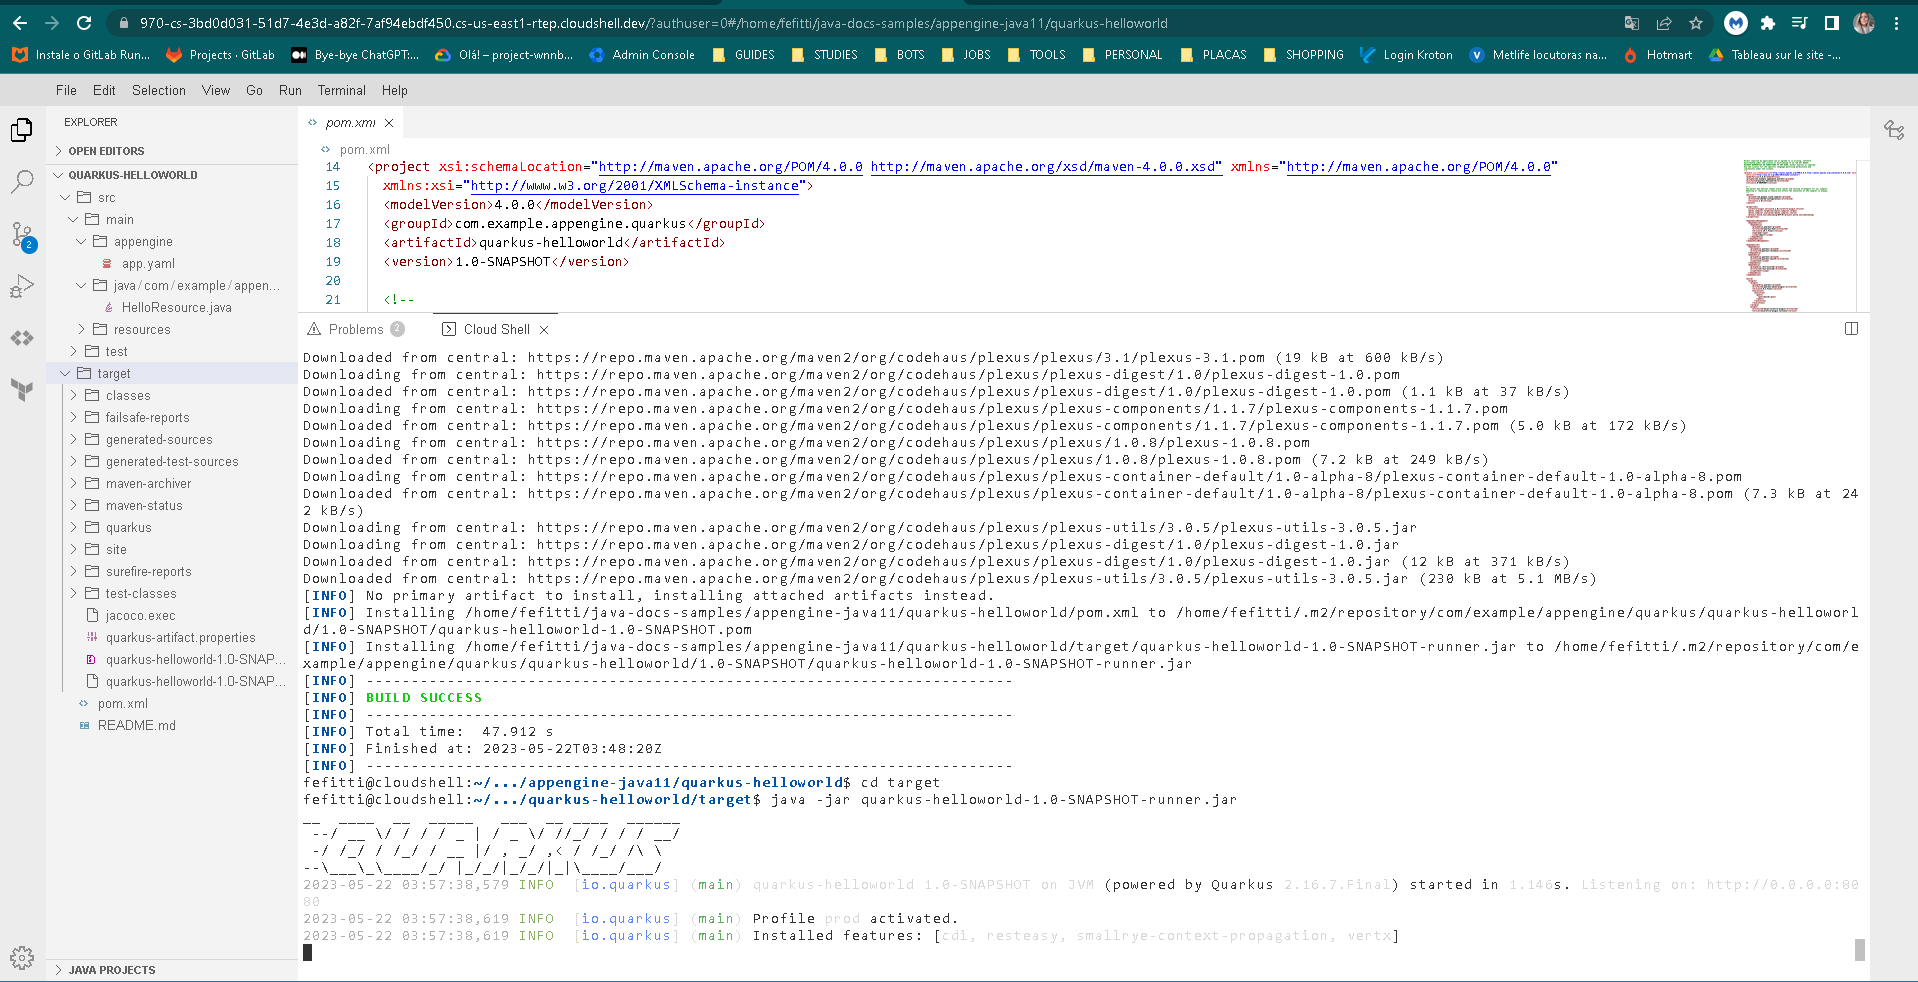 970-cs-3bd0d031-51d7-4e3d-a82f-7af94ebdf450.cs-us-east1-rtep.cloudshell.dev/?authuser=0#/home/fefitti/java-docs-samples/appengine-java11/quarkus-helloworld
Instale o GitLab Run... Projects · GitLab Bye-bye ChatGPT:... Olá! – project-wnnb... Admin Console GUIDES STUDIES BOTS JOBS TOOLS PERSONAL PLACAS SHOPPING Login Kroton Metlife locutoras na... Hotmart Tableau sur le site -...
File Edit Selection View Go Run Terminal Help
EXPLORER
OPEN EDITORS
QUARKUS-HELLOWORLD
src
main
appengine
app.yaml
java/com/example/appen...
HelloResource.java
resources
test
target
classes
failsafe-reports
generated-sources
generated-test-sources
maven-archiver
maven-status
quarkus
site
surefire-reports
test-classes
jacoco.exec
quarkus-artifact.properties
quarkus-helloworld-1.0-SNAP...
quarkus-helloworld-1.0-SNAP...
pom.xml
README.md
JAVA PROJECTS
2
pom.xml
pom.xml
14 <project xsi:schemaLocation="http://maven.apache.org/POM/4.0.0 http://maven.apache.org/xsd/maven-4.0.0.xsd" xmlns="http://maven.apache.org/POM/4.0.0"
15 xmlns:xsi="http://www.w3.org/2001/XMLSchema-instance">
16 <modelVersion>4.0.0</modelVersion>
17 <groupId>com.example.appengine.quarkus</groupId>
18 <artifactId>quarkus-helloworld</artifactId>
19 <version>1.0-SNAPSHOT</version>
20
21 <!--
Problems 2 Cloud Shell
Downloaded from central: https://repo.maven.apache.org/maven2/org/codehaus/plexus/plexus/3.1/plexus-3.1.pom (19 kB at 600 kB/s)
Downloading from central: https://repo.maven.apache.org/maven2/org/codehaus/plexus/plexus-digest/1.0/plexus-digest-1.0.pom
Downloaded from central: https://repo.maven.apache.org/maven2/org/codehaus/plexus/plexus-digest/1.0/plexus-digest-1.0.pom (1.1 kB at 37 kB/s)
Downloading from central: https://repo.maven.apache.org/maven2/org/codehaus/plexus/plexus-components/1.1.7/plexus-components-1.1.7.pom
Downloaded from central: https://repo.maven.apache.org/maven2/org/codehaus/plexus/plexus-components/1.1.7/plexus-components-1.1.7.pom (5.0 kB at 172 kB/s)
Downloading from central: https://repo.maven.apache.org/maven2/org/codehaus/plexus/plexus/1.0.8/plexus-1.0.8.pom
Downloaded from central: https://repo.maven.apache.org/maven2/org/codehaus/plexus/plexus/1.0.8/plexus-1.0.8.pom (7.2 kB at 249 kB/s)
Downloading from central: https://repo.maven.apache.org/maven2/org/codehaus/plexus/plexus-container-default/1.0-alpha-8/plexus-container-default-1.0-alpha-8.pom
Downloaded from central: https://repo.maven.apache.org/maven2/org/codehaus/plexus/plexus-container-default/1.0-alpha-8/plexus-container-default-1.0-alpha-8.pom (7.3 kB at 24
2 kB/s)
Downloading from central: https://repo.maven.apache.org/maven2/org/codehaus/plexus/plexus-utils/3.0.5/plexus-utils-3.0.5.jar
Downloading from central: https://repo.maven.apache.org/maven2/org/codehaus/plexus/plexus-digest/1.0/plexus-digest-1.0.jar
Downloaded from central: https://repo.maven.apache.org/maven2/org/codehaus/plexus/plexus-digest/1.0/plexus-digest-1.0.jar (12 kB at 371 kB/s)
Downloaded from central: https://repo.maven.apache.org/maven2/org/codehaus/plexus/plexus-utils/3.0.5/plexus-utils-3.0.5.jar (230 kB at 5.1 MB/s)
[INFO] No primary artifact to install, installing attached artifacts instead.
[INFO] Installing /home/fefitti/java-docs-samples/appengine-java11/quarkus-helloworld/pom.xml to /home/fefitti/.m2/repository/com/example/appengine/quarkus/quarkus-helloworl
d/1.0-SNAPSHOT/quarkus-helloworld-1.0-SNAPSHOT.pom
[INFO] Installing /home/fefitti/java-docs-samples/appengine-java11/quarkus-helloworld/target/quarkus-helloworld-1.0-SNAPSHOT-runner.jar to /home/fefitti/.m2/repository/com/e
xample/appengine/quarkus/quarkus-helloworld/1.0-SNAPSHOT/quarkus-helloworld-1.0-SNAPSHOT-runner.jar
[INFO] ------------------------------------------------------------------------
[INFO] BUILD SUCCESS
[INFO] ------------------------------------------------------------------------
[INFO] Total time:  47.912 s
[INFO] Finished at: 2023-05-22T03:48:20Z
[INFO] ------------------------------------------------------------------------
fefitti@cloudshell:~/.../appengine-java11/quarkus-helloworld$ cd target
fefitti@cloudshell:~/.../quarkus-helloworld/target$ java -jar quarkus-helloworld-1.0-SNAPSHOT-runner.jar
__  ____  __  _____   ___  __ ____  ______
 --/ __ \/ / / / _ | / _ \/ //_/ / / / __/
 -/ /_/ / /_/ / __ |/ , _/ ,< / /_/ /\ \
--\___\_\____/_/ |_/_/|_/_/|_|\____/___/
2023-05-22 03:57:38,579 INFO  [io.quarkus] (main) quarkus-helloworld 1.0-SNAPSHOT on JVM (powered by Quarkus 2.16.7.Final) started in 1.146s. Listening on: http://0.0.0.0:80
80
2023-05-22 03:57:38,619 INFO  [io.quarkus] (main) Profile prod activated.
2023-05-22 03:57:38,619 INFO  [io.quarkus] (main) Installed features: [cdi, resteasy, smallrye-context-propagation, vertx]